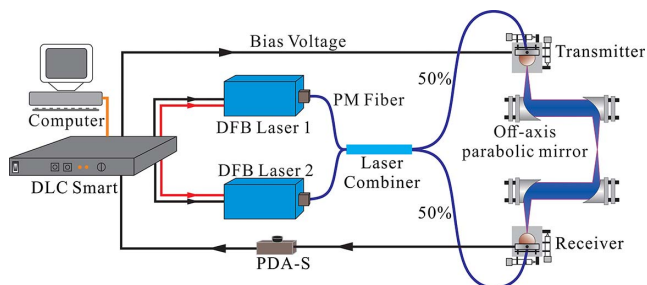 Bias Voltage
50%
Transmitter
Computer
PM Fiber
DFB Laser 1
Off-axis
parabolic mirror
DFB Laser 2
Laser
Combiner
DLC Smart
50%
Receiver
PDA-S